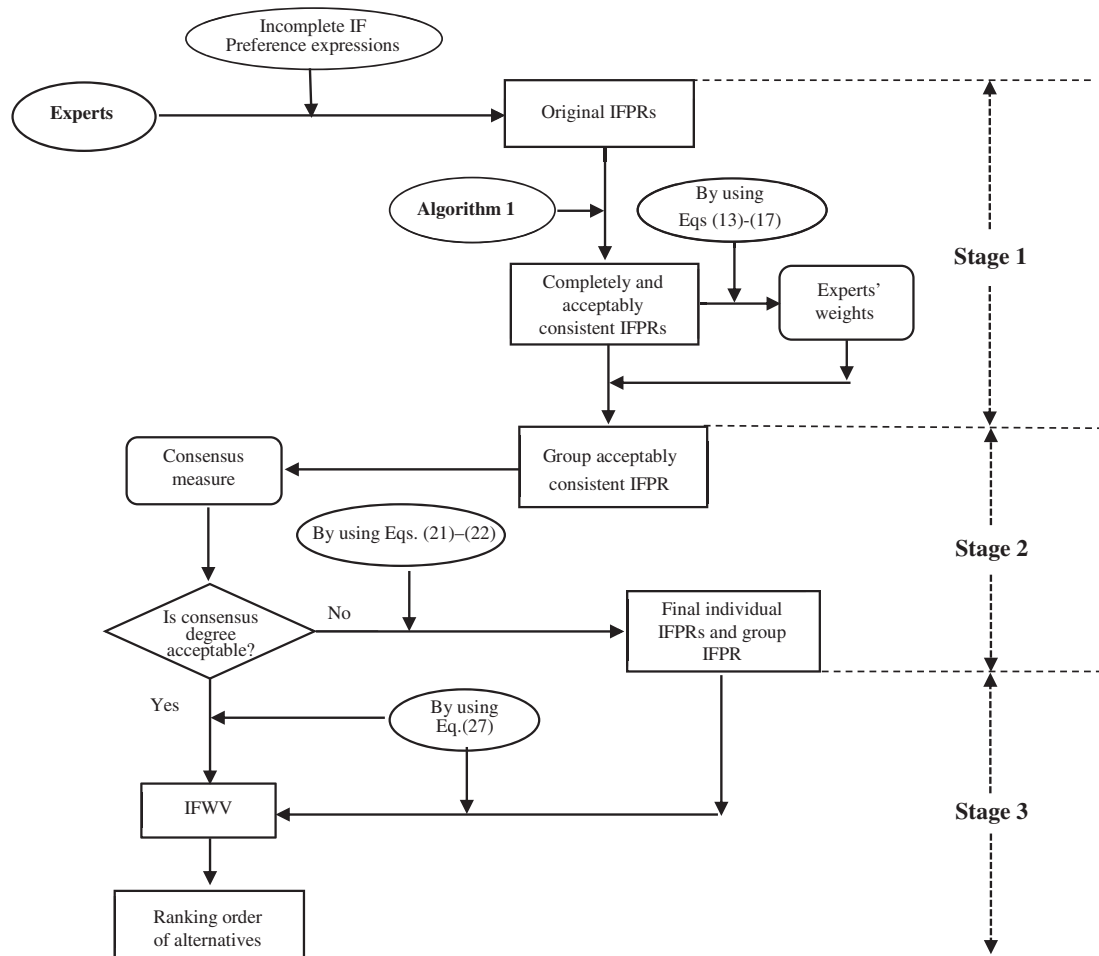 Incomplete IF
Preference expressions
Experts
Original IFPRs
Algorithm 1
By using
Eqs (13)-(17)
Stage 1
Completely and
acceptably
consistent IFPRs
Experts’
weights
Consensus
measure
Group acceptably
consistent IFPR
By using Eqs. (21)–(22)
Stage 2
Is consensus
degree
acceptable?
No
Final individual
IFPRs and group
IFPR
Yes
By using
Eq.(27)
IFWV
Stage 3
Ranking order
of alternatives